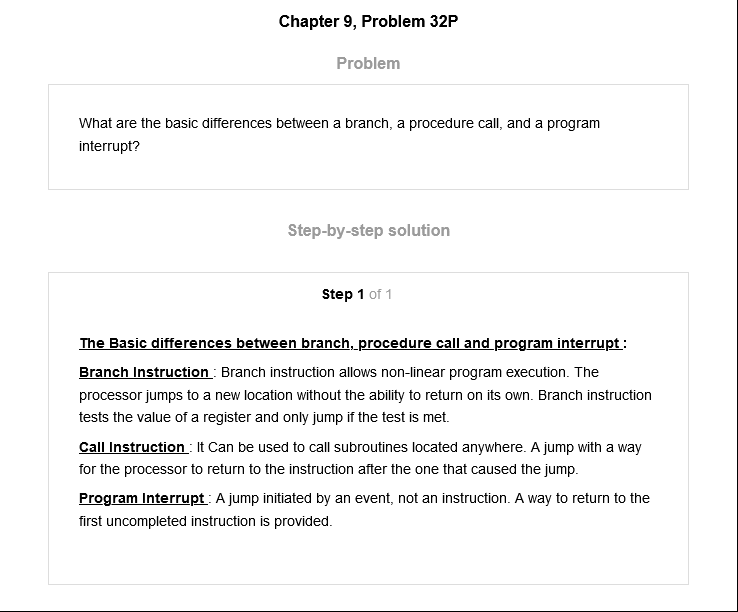 Chapter 9, Problem 32P
Problem
What are the basic differences between a branch, a procedure call, and a program
interrupt?
Step-by-step solution
Step 1 of 1
The Basic differences between branch, procedure call and program interrupt :
Branch Instruction : Branch instruction allows non-linear program execution. The
processor jumps to a new location without the ability to return on its own. Branch instruction
tests the value of a register and only jump if the test is met.
Call Instruction : It Can be used to call subroutines located anywhere. A jump with a way
for the processor to return to the instruction after the one that caused the jump.
Program Interrupt : A jump initiated by an event, not an instruction. A way to return to the
first uncompleted instruction is provided.